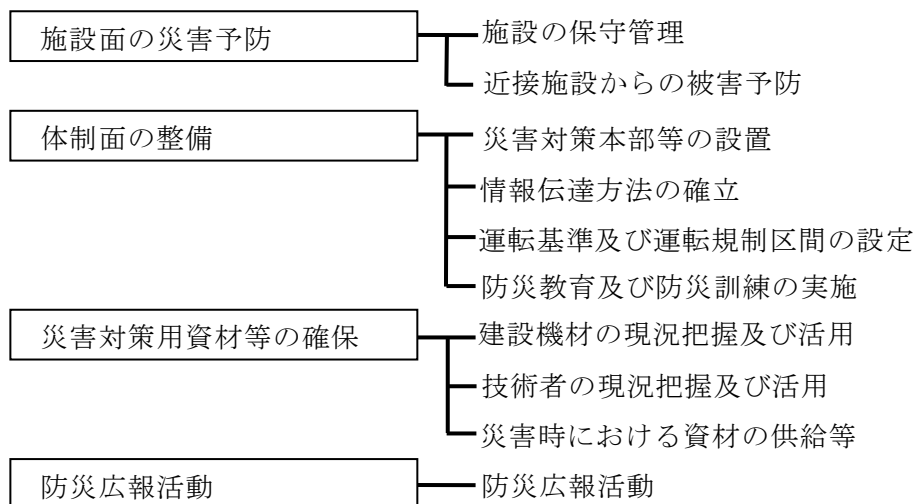 施設面の災害予防
施設の保守管理
近接施設からの被害予防
体制面の整備
災害対策本部等の設置
情報伝達方法の確立
運転基準及び運転規制区間の設定
防災教育及び防災訓練の実施
災害対策用資材等の確保
建設機材の現況把握及び活用
技術者の現況把握及び活用
災害時における資材の供給等
防災広報活動
防災広報活動